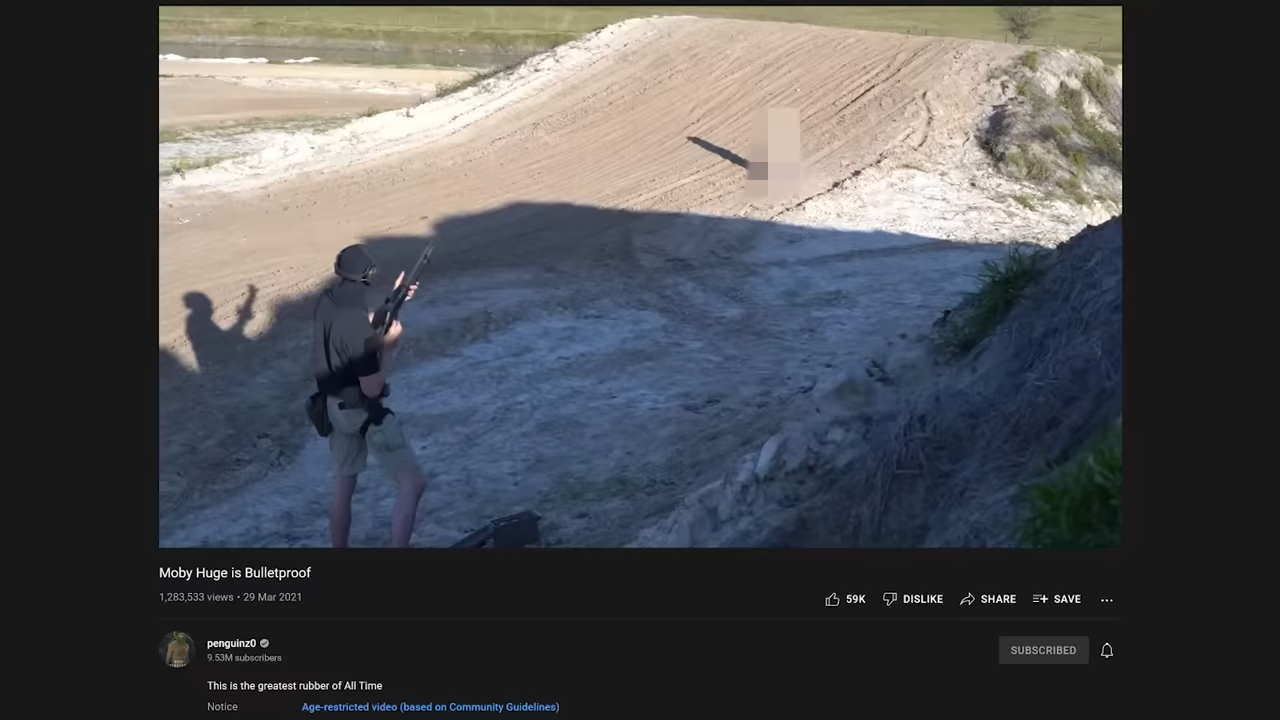 Moby Huge is Bulletproof
1,283,533 views • 29 Mar 2021
59K DISLIKE SHARE SAVE
penguinz0
9.53M subscribers
SUBSCRIBED
This is the greatest rubber of All Time
Notice Age-restricted video (based on Community Guidelines)